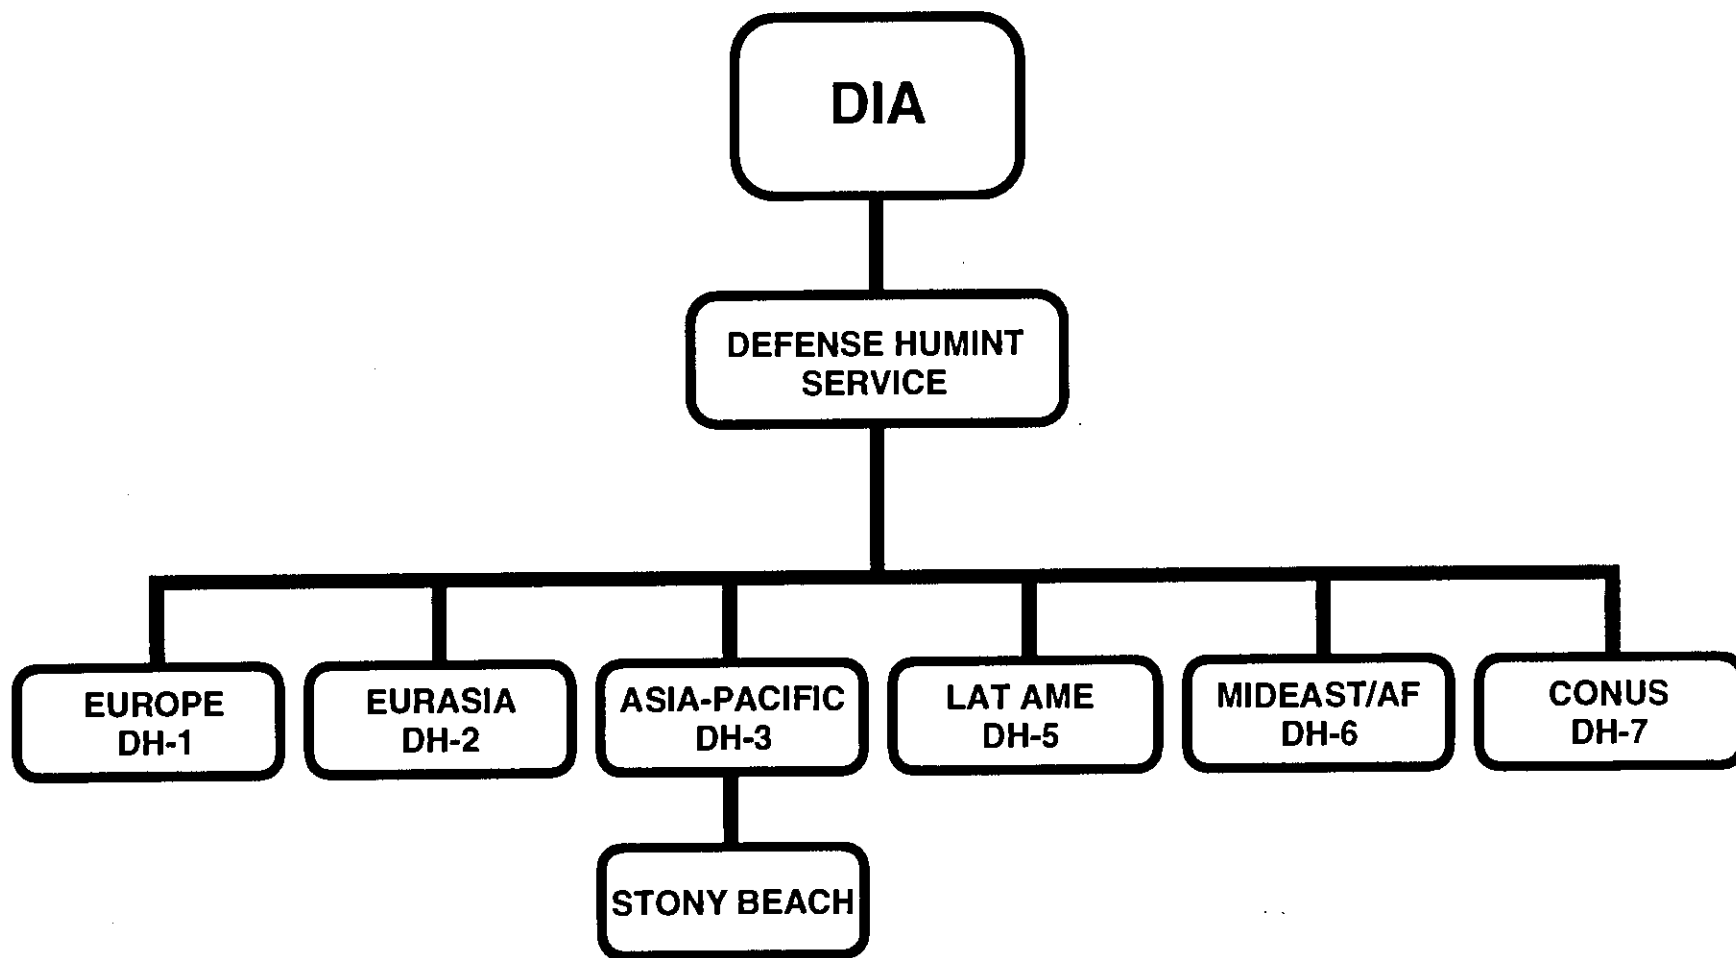 DIA
DEFENSE HUMINT
SERVICE
EUROPE
DH-1
EURASIA
DH-2
ASIA-PACIFIC
DH-3
LAT AME
DH-5
MIDEAST/AF
DH-6
CONUS
DH-7
STONY BEACH